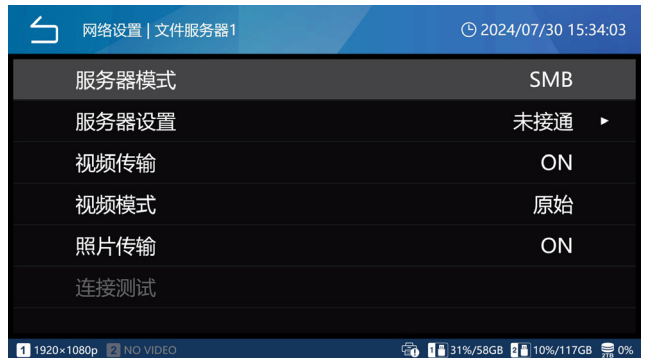 网络设置 | 文件服务器1 2024/07/30 15:34:03
服务器模式 SMB
服务器设置 未接通 ►
视频传输 ON
视频模式 原始
照片传输 ON
连接测试
1 1920×1080p 2 NO VIDEO 1 31%/58GB 2 10%/117GB 2TB 0%